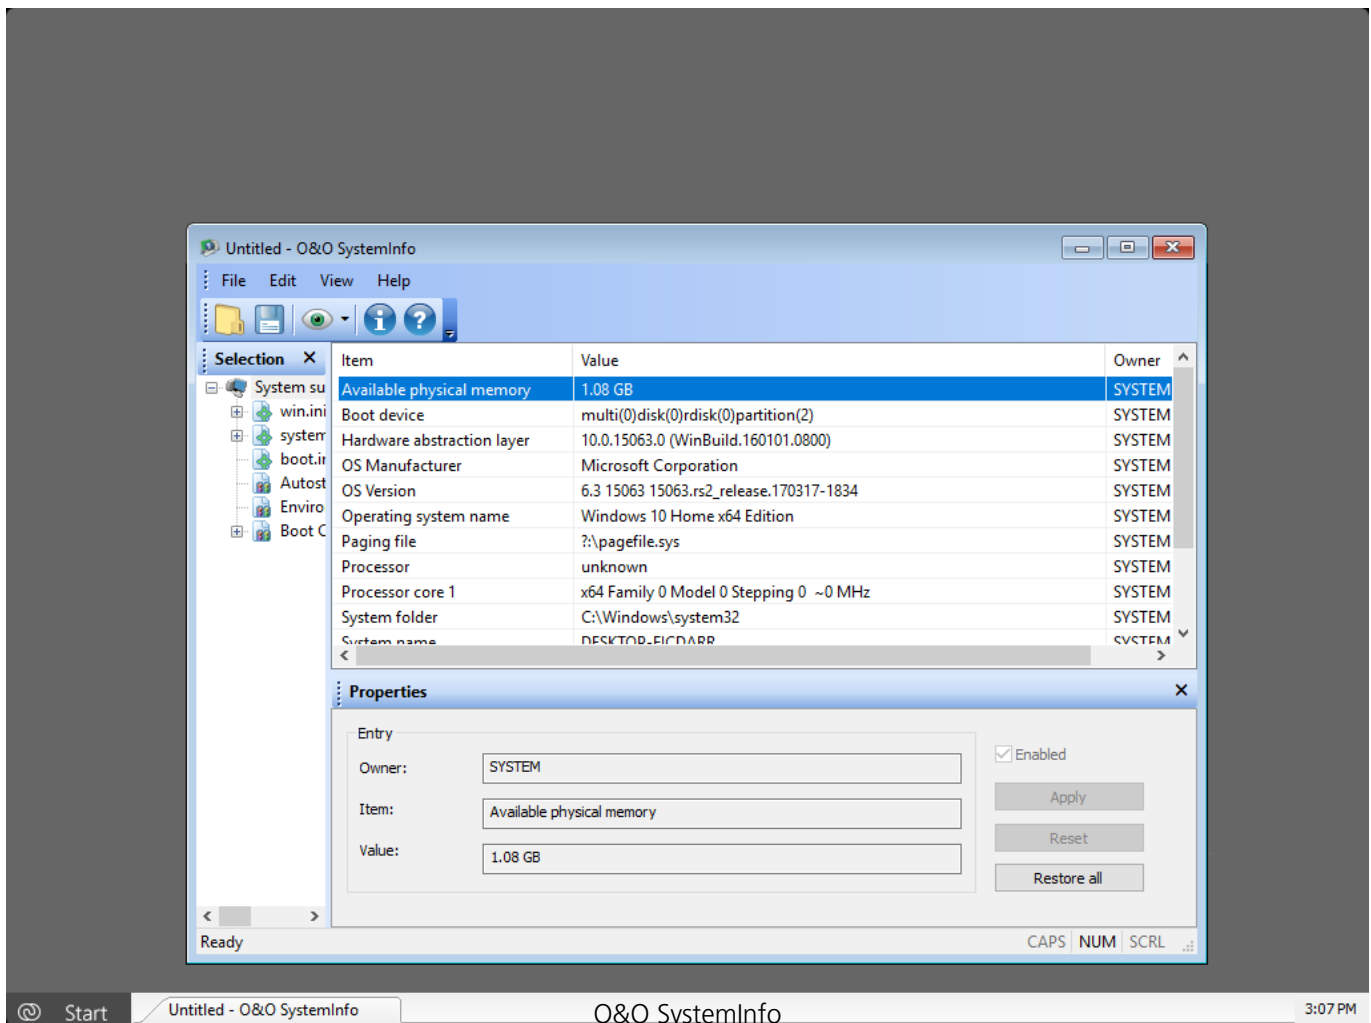 Untitled - O&O SystemInfo
File Edit View Help
Selection
Item Value Owner
System su
win.ini
system
boot.in
Autost
Enviro
Boot C
Available physical memory 1.08 GB SYSTEM
Boot device multi(0)disk(0)rdisk(0)partition(2) SYSTEM
Hardware abstraction layer 10.0.15063.0 (WinBuild.160101.0800) SYSTEM
OS Manufacturer Microsoft Corporation SYSTEM
OS Version 6.3 15063 15063.rs2_release.170317-1834 SYSTEM
Operating system name Windows 10 Home x64 Edition SYSTEM
Paging file ?:\pagefile.sys SYSTEM
Processor unknown SYSTEM
Processor core 1 x64 Family 0 Model 0 Stepping 0 ~0 MHz SYSTEM
System folder C:\Windows\system32 SYSTEM
System name SYSTEM
Properties
Entry
Owner: SYSTEM
Item: Available physical memory
Value: 1.08 GB
Enabled
Apply
Reset
Restore all
Ready CAPS NUM SCRL
Start Untitled - O&O SystemInfo 3:07 PM
O&O SystemInfo